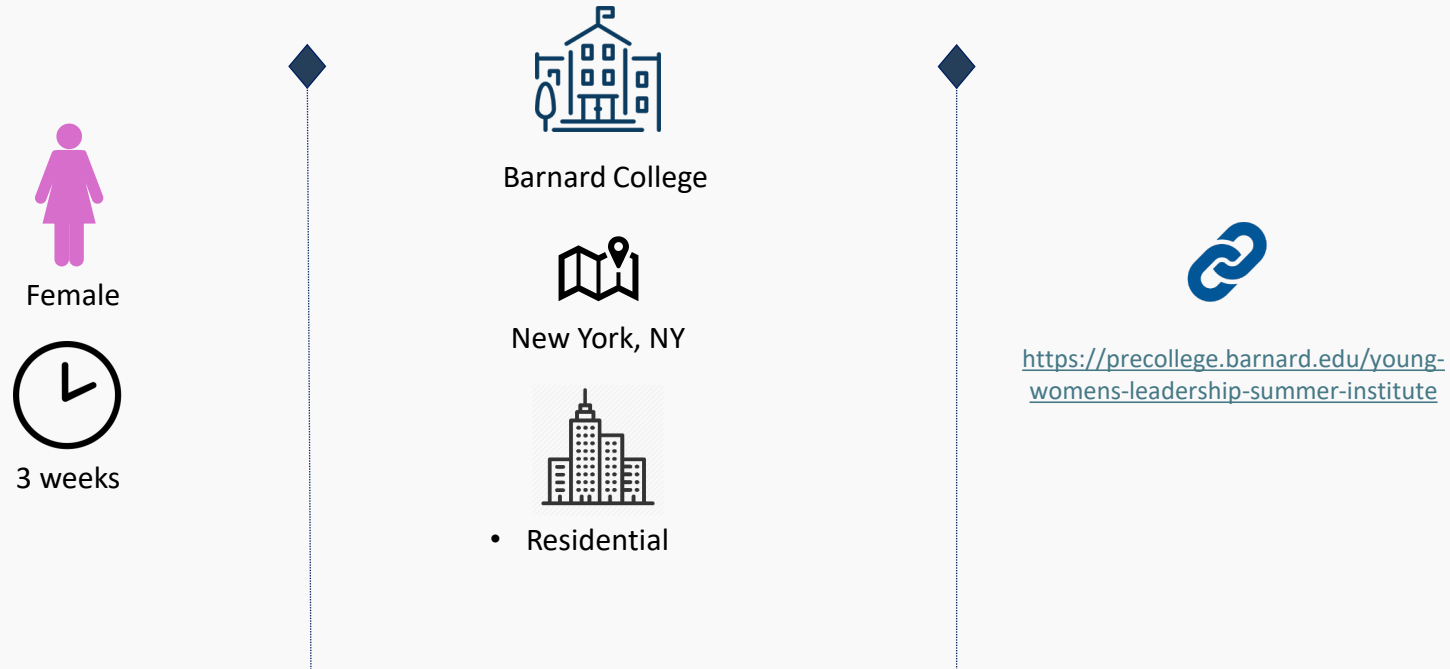 Female
3 weeks
Barnard College
New York, NY
• Residential
https://precollege.barnard.edu/young-
womens-leadership-summer-institute